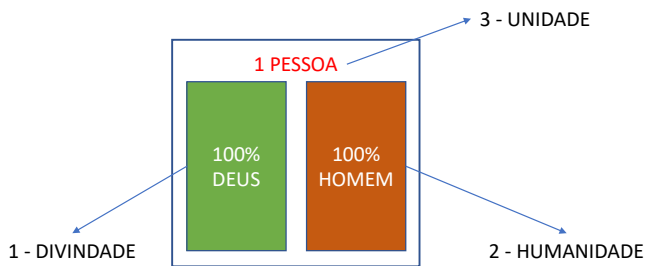 3 - UNIDADE
1 PESSOA
100%
DEUS
100%
HOMEM
1 - DIVINDADE
2 - HUMANIDADE